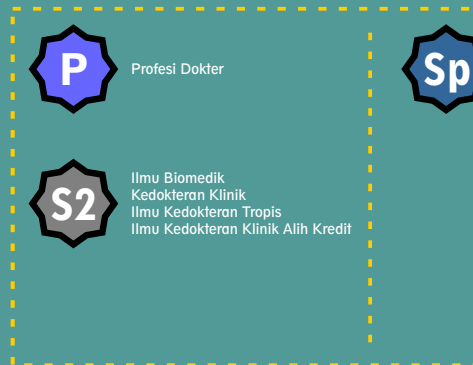 P
Profesi Dokter
Sp
S2
Ilmu Biomedik
Kedokteran Klinik
Ilmu Kedokteran Tropis
Ilmu Kedokteran Klinik Alih Kredit